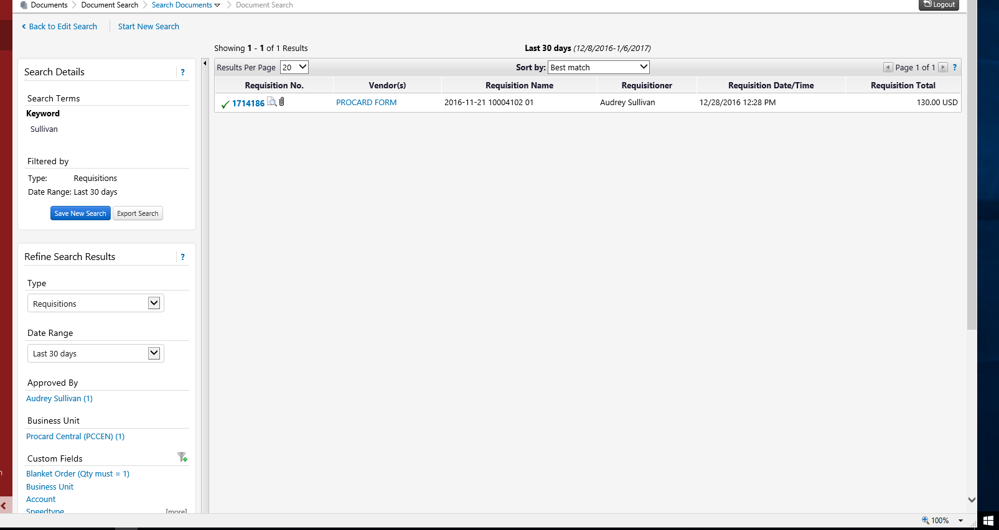 Documents Document Search Search Documents Document Search
Logout
Back to Edit Search Start New Search
Showing 1 - 1 of 1 Results
Last 30 days (12/8/2016-1/6/2017)
Results Per Page 20
Sort by: Best match
Page 1 of 1 ?
Requisition No. Vendor(s) Requisition Name Requisitioner Requisition Date/Time Requisition Total
1714186 PROCARD FORM 2016-11-21 10004102 01 Audrey Sullivan 12/28/2016 12:28 PM 130.00 USD
Search Details ?
Search Terms
Keyword
Sullivan
Filtered by
Type: Requisitions
Date Range: Last 30 days
Save New Search Export Search
Refine Search Results ?
Type
Requisitions
Date Range
Last 30 days
Approved By
Audrey Sullivan (1)
Business Unit
Procard Central (PCCEN) (1)
Custom Fields
Blanket Order (Qty must = 1)
Business Unit
Account
Speedtype [more]
100%